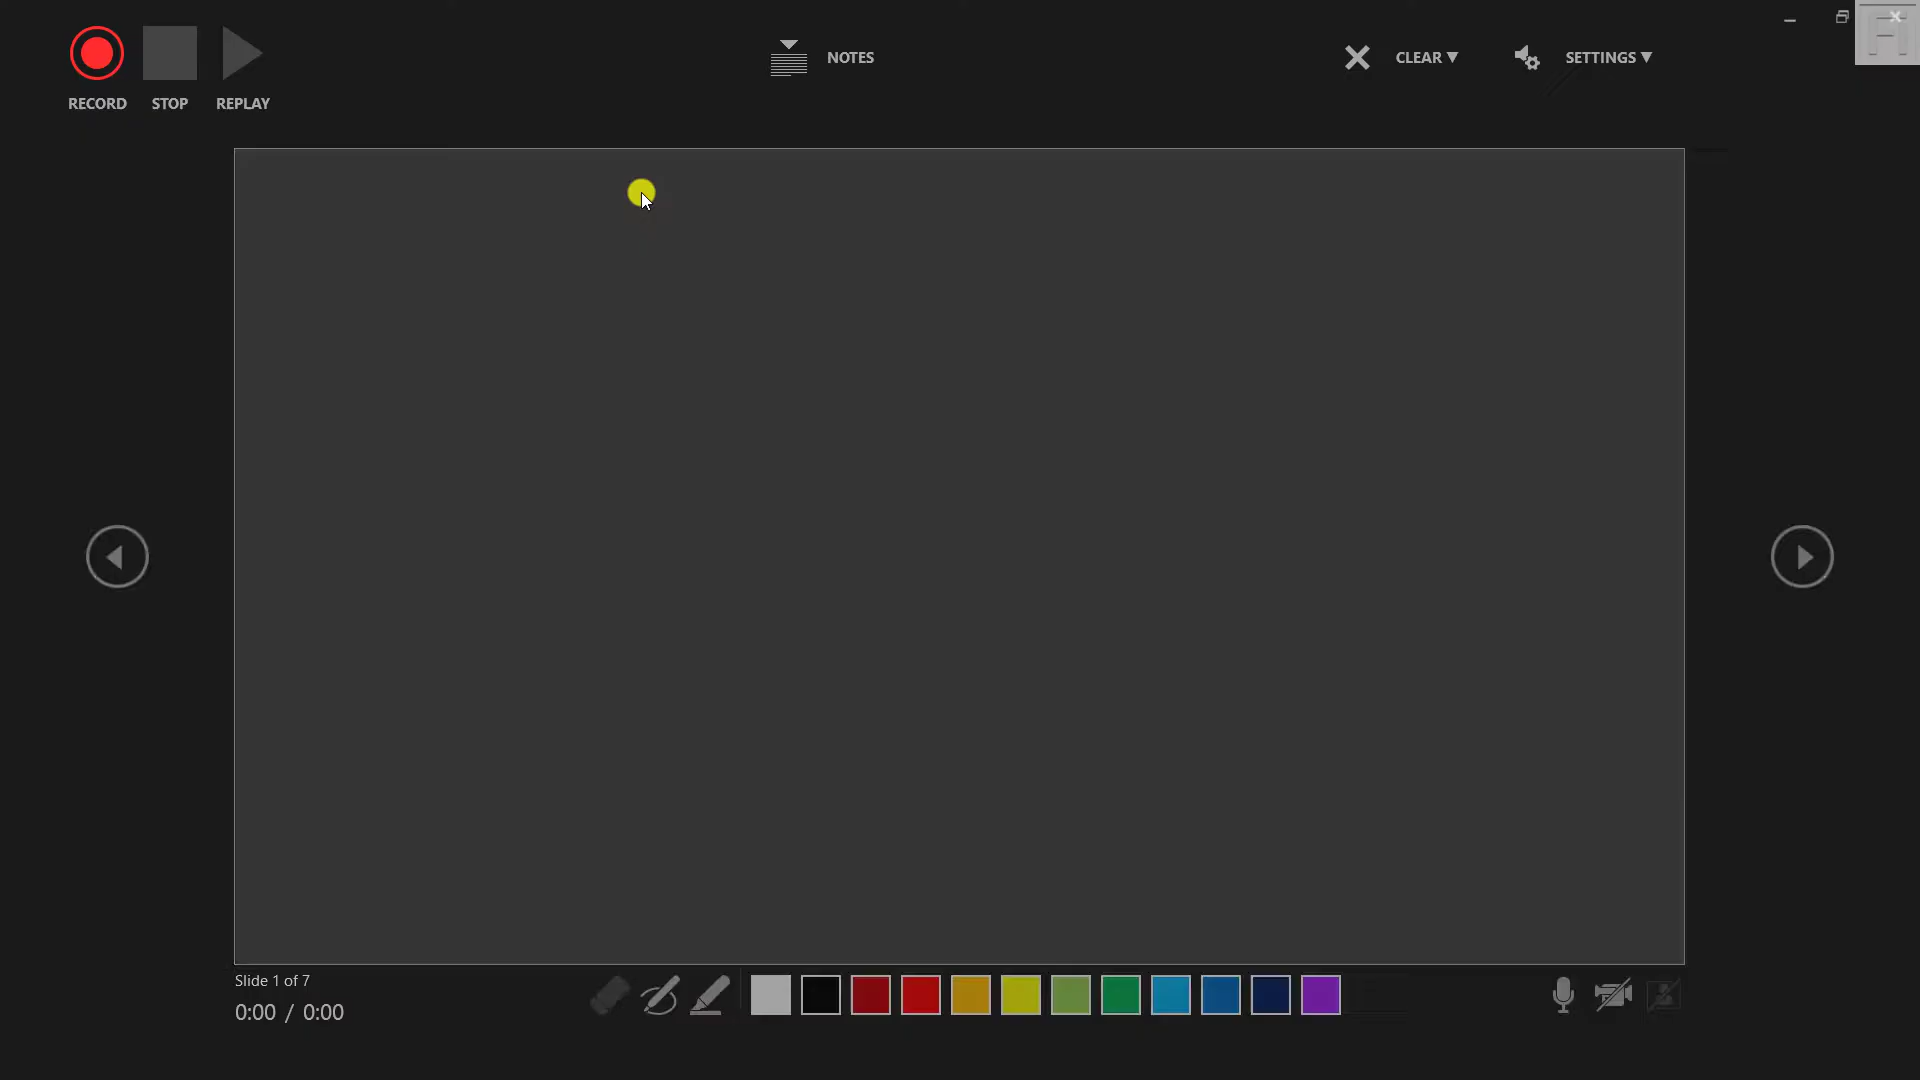 RECORD STOP REPLAY
NOTES
CLEAR
SETTINGS
Slide 1 of 7
0:00 / 0:00